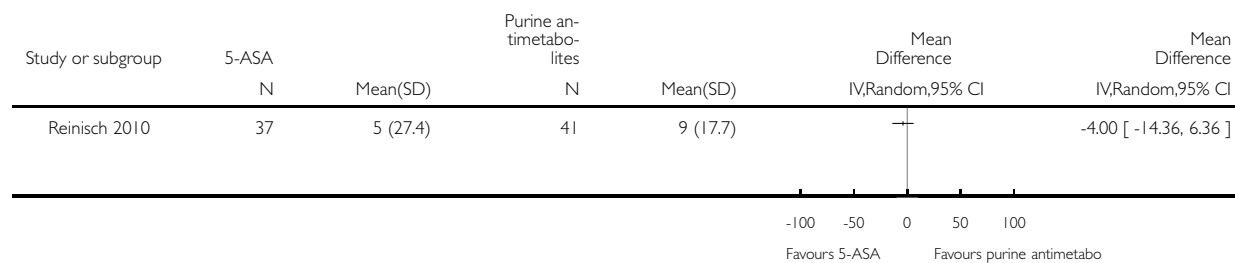 Purine an-
timetabo-
lites
Mean
Difference
Mean
Difference
Study or subgroup 5-ASA
N Mean(SD) N Mean(SD) IV,Random,95% CI IV,Random,95% CI
Reinisch 2010 37 5 (27.4) 41 9 (17.7) -4.00 [ -14.36, 6.36 ]
-100 -50 0 50 100
Favours 5-ASA Favours purine antimetabo